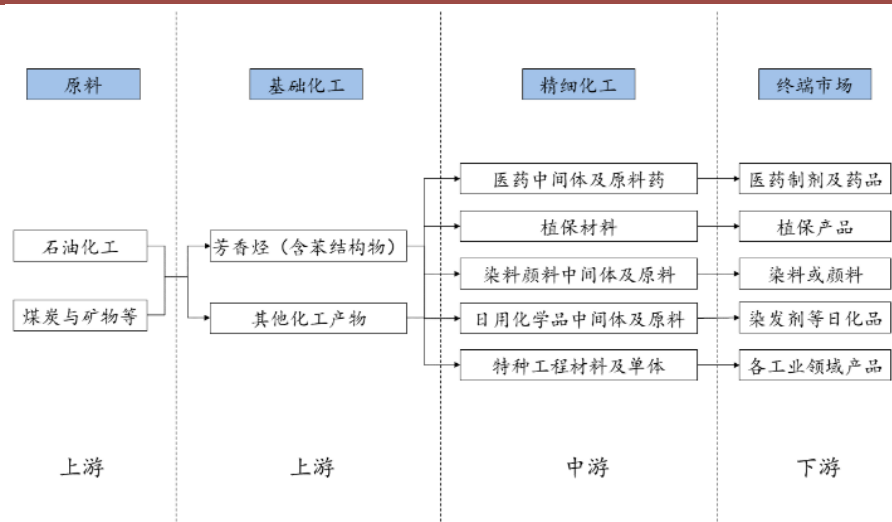 原料
基础化工
精细化工
终端市场
医药中间体及原料药
医药制剂及药品
植保材料
植保产品
石油化工
芳香烃（含苯结构物）
染料颜料中间体及原料
染料或颜料
煤炭与矿物等
其他化工产物
日用化学品中间体及原料
染发剂等日化品
特种工程材料及单体
各工业领域产品
上游
上游
中游
下游